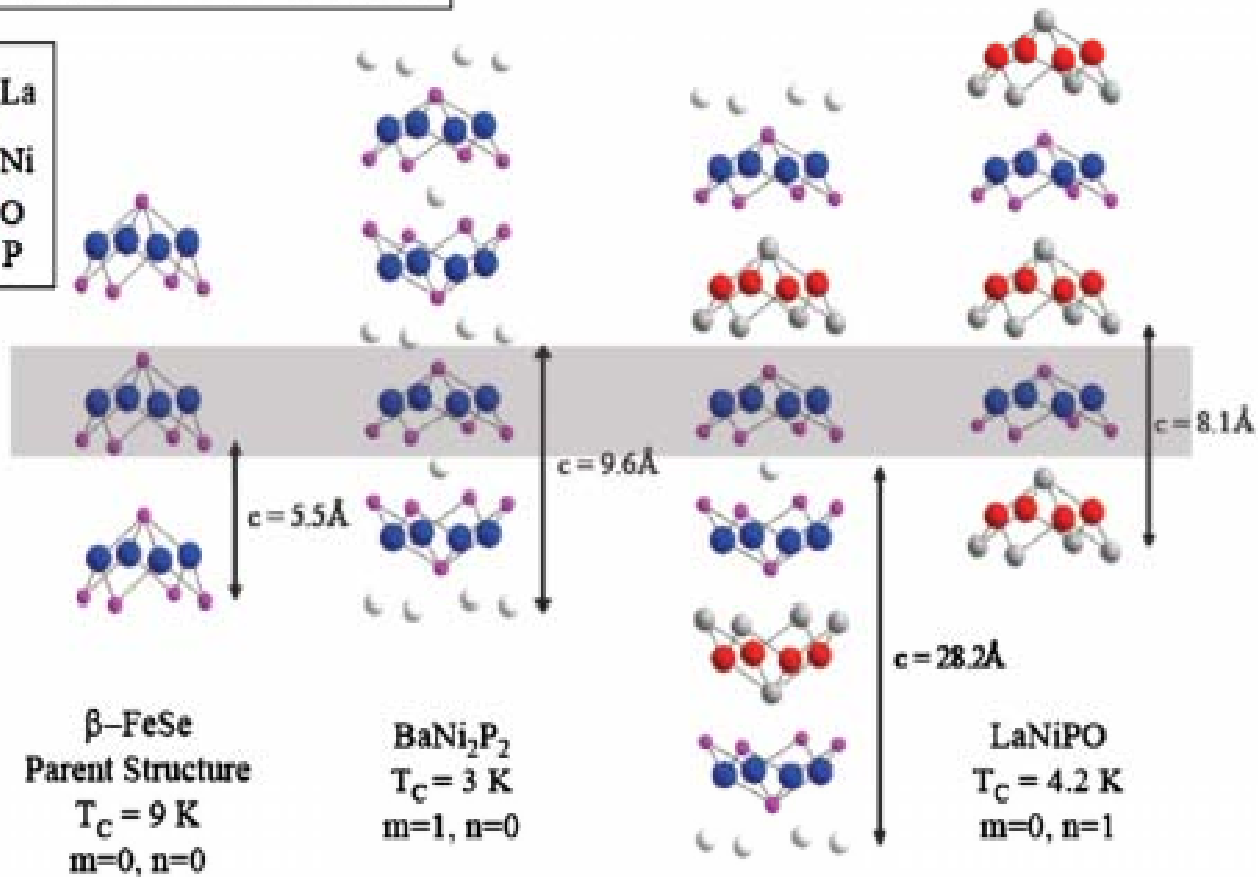 La
Ni
O
P
c = 5.5Å
c = 9.6Å
c = 28.2Å
c = 8.1Å
β–FeSe
Parent Structure
T_C = 9 K
m=0, n=0
BaNi₂P₂
T_C = 3 K
m=1, n=0
LaNiPO
T_C = 4.2 K
m=0, n=1